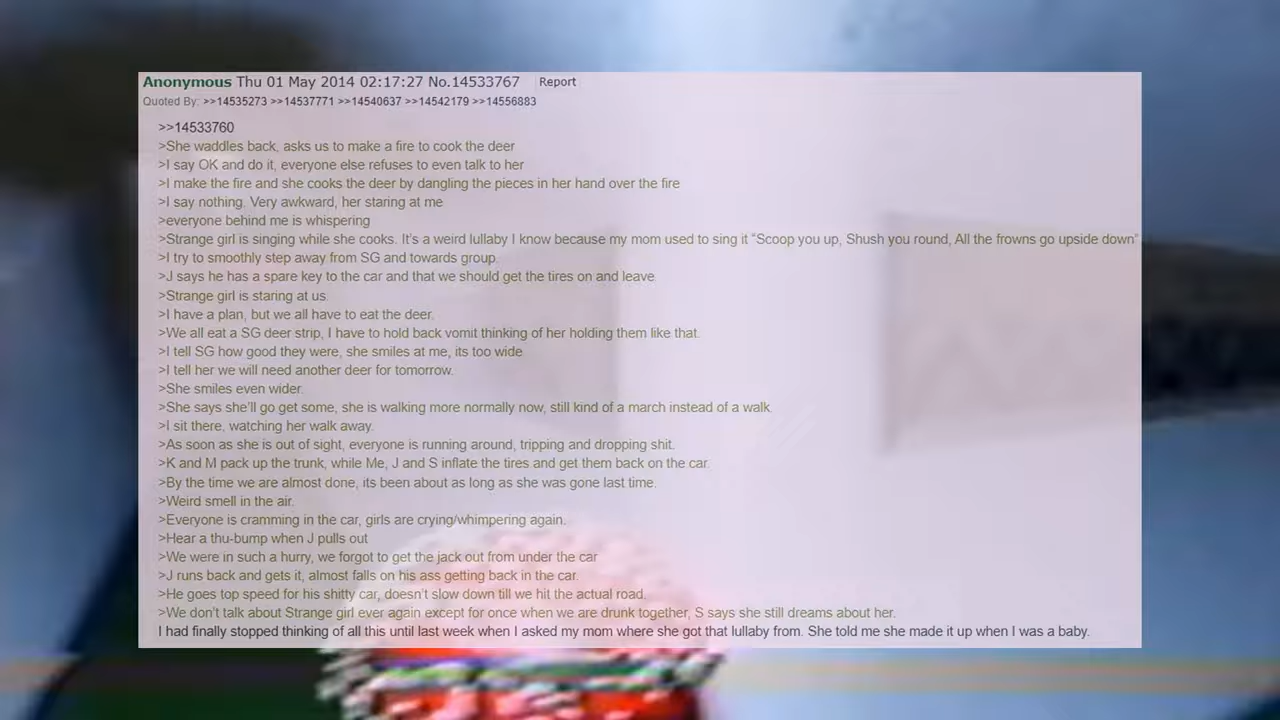 Anonymous Thu 01 May 2014 02:17:27 No.14533767 Report
Quoted By: >>14535273 >>14537771 >>14540637 >>14542179 >>14556883
>>14533760
>She waddles back, asks us to make a fire to cook the deer
>I say OK and do it, everyone else refuses to even talk to her
>I make the fire and she cooks the deer by dangling the pieces in her hand over the fire
>I say nothing. Very awkward, her staring at me
>everyone behind me is whispering
>Strange girl is singing while she cooks. It's a weird lullaby I know because my mom used to sing it “Scoop you up, Shush you round, All the frowns go upside down”
>I try to smoothly step away from SG and towards group.
>J says he has a spare key to the car and that we should get the tires on and leave
>Strange girl is staring at us.
>I have a plan, but we all have to eat the deer.
>We all eat a SG deer strip, I have to hold back vomit thinking of her holding them like that.
>I tell SG how good they were, she smiles at me, its too wide
>I tell her we will need another deer for tomorrow.
>She smiles even wider.
>She says she'll go get some, she is walking more normally now, still kind of a march instead of a walk.
>I sit there, watching her walk away.
>As soon as she is out of sight, everyone is running around, tripping and dropping shit.
>K and M pack up the trunk, while Me, J and S inflate the tires and get them back on the car.
>By the time we are almost done, its been about as long as she was gone last time.
>Weird smell in the air.
>Everyone is cramming in the car, girls are crying/whimpering again.
>Hear a thu-bump when J pulls out
>We were in such a hurry, we forgot to get the jack out from under the car
>J runs back and gets it, almost falls on his ass getting back in the car.
>He goes top speed for his shitty car, doesn't slow down till we hit the actual road.
>We don't talk about Strange girl ever again except for once when we are drunk together, S says she still dreams about her.
I had finally stopped thinking of all this until last week when I asked my mom where she got that lullaby from. She told me she made it up when I was a baby.